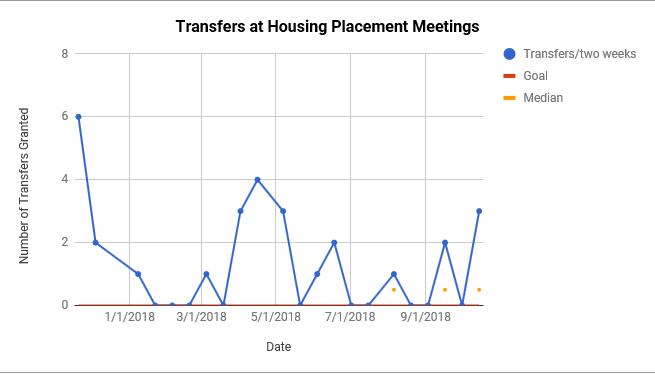 Transfers at Housing Placement Meetings
Transfers/two weeks
Goal
Median
Number of Transfers Granted
8
6
4
2
0
1/1/2018 3/1/2018 5/1/2018 7/1/2018 9/1/2018
Date